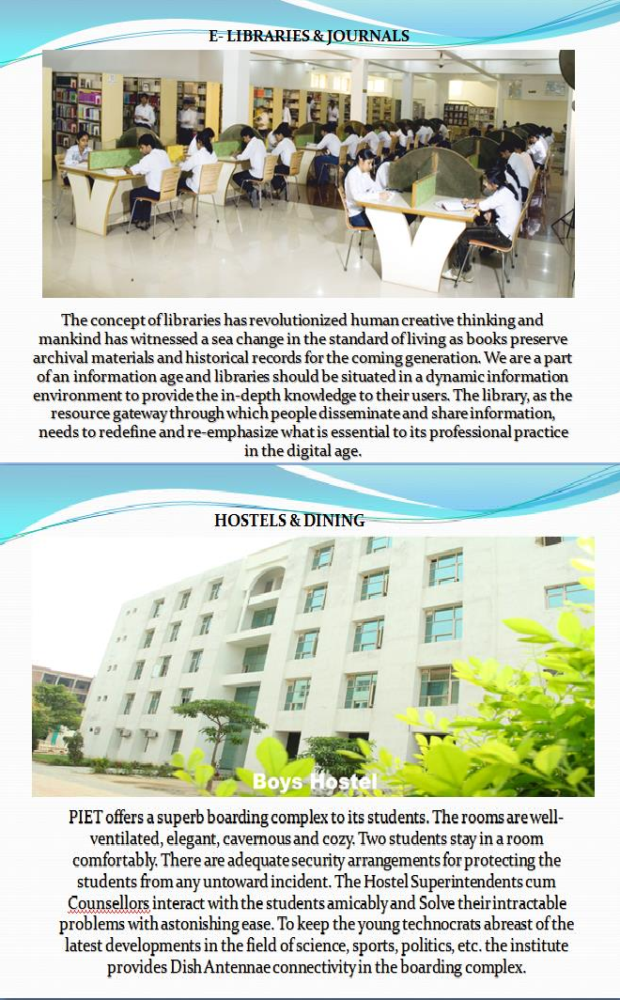 E- LIBRARIES & JOURNALS
The concept of libraries has revolutionized human creative thinking and
mankind has witnessed a sea change in the standard of living as books preserve
archival materials and historical records for the coming generation. We are a part
of an information age and libraries should be situated in a dynamic information
environment to provide the in-depth knowledge to their users. The library, as the
resource gateway through which people disseminate and share information,
needs to redefine and re-emphasize what is essential to its professional practice
in the digital age.
HOSTELS & DINING
Boys Hostel
PIET offers a superb boarding complex to its students. The rooms are well-
ventilated, elegant, cavernous and cozy. Two students stay in a room
comfortably. There are adequate security arrangements for protecting the
students from any untoward incident. The Hostel Superintendents cum
Counsellors interact with the students amicably and Solve their intractable
problems with astonishing ease. To keep the young technocrats abreast of the
latest developments in the field of science, sports, politics, etc. the institute
provides Dish Antennae connectivity in the boarding complex.